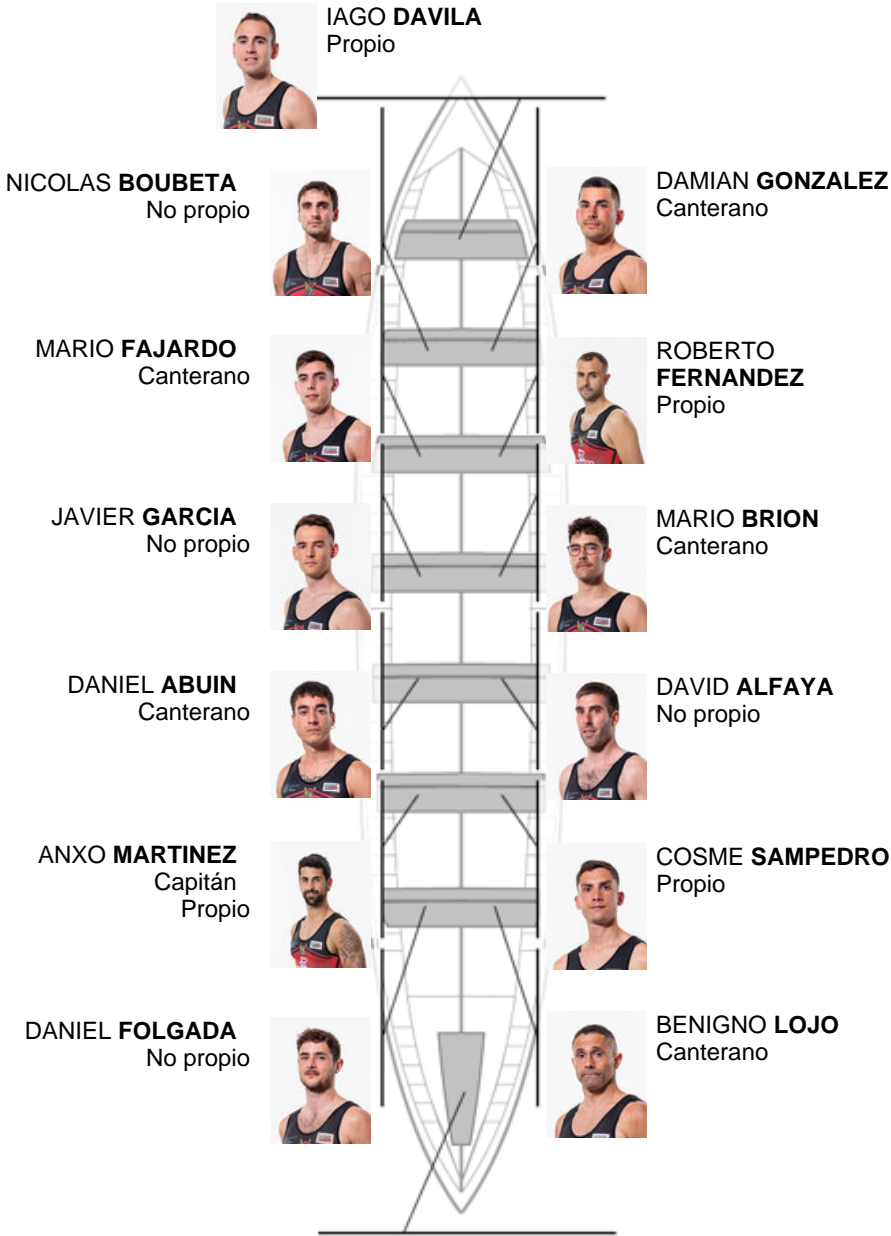 IAGO DAVILA
Propio
NICOLAS BOUBETA
No propio
DAMIAN GONZALEZ
Canterano
MARIO FAJARDO
Canterano
ROBERTO
FERNANDEZ
Propio
JAVIER GARCIA
No propio
MARIO BRION
Canterano
DANIEL ABUIN
Canterano
DAVID ALFAYA
No propio
ANXO MARTINEZ
Capitán
Propio
COSME SAMPEDRO
Propio
DANIEL FOLGADA
No propio
BENIGNO LOJO
Canterano